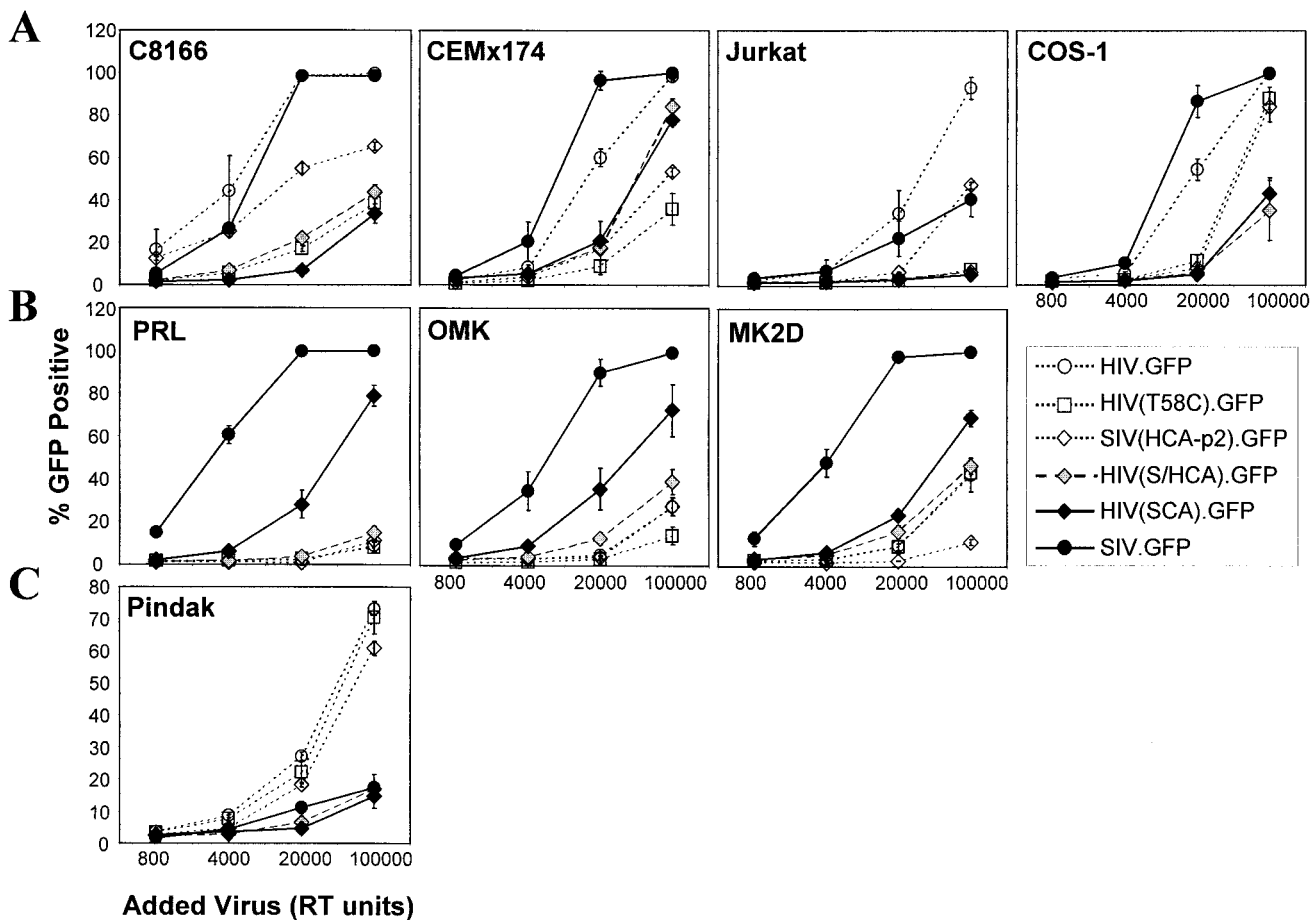 A
C8166
CEMx174
Jurkat
COS-1
120
100
80
60
40
20
0
800 4000 20000 100000
B
PRL
OMK
MK2D
120
100
80
60
40
20
0
800 4000 20000 100000
800 4000 20000 100000
% GFP Positive
HIV.GFP
HIV(T58C).GFP
SIV(HCA-p2).GFP
HIV(S/HCA).GFP
HIV(SCA).GFP
SIV.GFP
C
Pindak
80
70
60
50
40
30
20
10
0
800 4000 20000 100000
Added Virus (RT units)